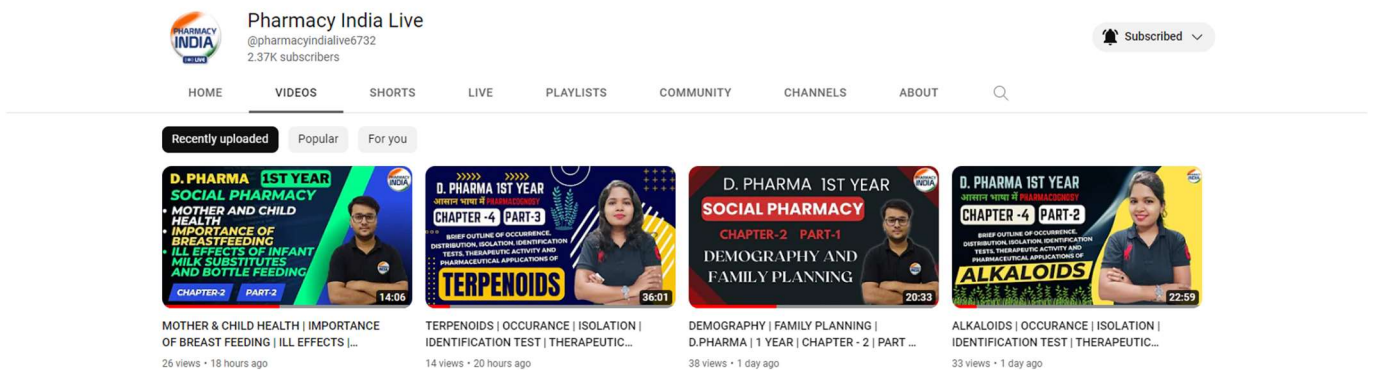 PHARMACY
INDIA
LIVE
Pharmacy India Live
@pharmacyindialive6732
2.37K subscribers
Subscribed
HOME VIDEOS SHORTS LIVE PLAYLISTS COMMUNITY CHANNELS ABOUT
Recently uploaded Popular For you
D. PHARMA 1ST YEAR
SOCIAL PHARMACY
• MOTHER AND CHILD
HEALTH
• IMPORTANCE OF
BREASTFEEDING
• ILL EFFECTS OF INFANT
MILK SUBSTITUTES
AND BOTTLE FEEDING
CHAPTER-2 PART-2
PHARMACY
INDIA
14:06
MOTHER & CHILD HEALTH | IMPORTANCE
OF BREAST FEEDING | ILL EFFECTS |...
26 views • 18 hours ago
>>>>> >>>>>
D. PHARMA 1ST YEAR
आसान भाषा में PHARMACOGNOSY
CHAPTER -4 PART-3
BRIEF OUTLINE OF OCCURRENCE,
DISTRIBUTION, ISOLATION, IDENTIFICATION
TESTS, THERAPEUTIC ACTIVITY AND
PHARMACEUTICAL APPLICATIONS OF
TERPENOIDS
36:01
TERPENOIDS | OCCURANCE | ISOLATION |
IDENTIFICATION TEST | THERAPEUTIC...
14 views • 20 hours ago
D. PHARMA 1ST YEAR
SOCIAL PHARMACY
CHAPTER-2 PART-1
DEMOGRAPHY AND
FAMILY PLANNING
PHARMACY
INDIA
20:33
DEMOGRAPHY | FAMILY PLANNING |
D.PHARMA | 1 YEAR | CHAPTER - 2 | PART ...
38 views • 1 day ago
D. PHARMA 1ST YEAR
आसान भाषा में PHARMACOGNOSY
CHAPTER -4 PART-2
BRIEF OUTLINE OF OCCURRENCE,
DISTRIBUTION, ISOLATION, IDENTIFICATION
TESTS, THERAPEUTIC ACTIVITY AND
PHARMACEUTICAL APPLICATIONS OF
ALKALOIDS
22:59
ALKALOIDS | OCCURANCE | ISOLATION |
IDENTIFICATION TEST | THERAPEUTIC...
33 views • 1 day ago